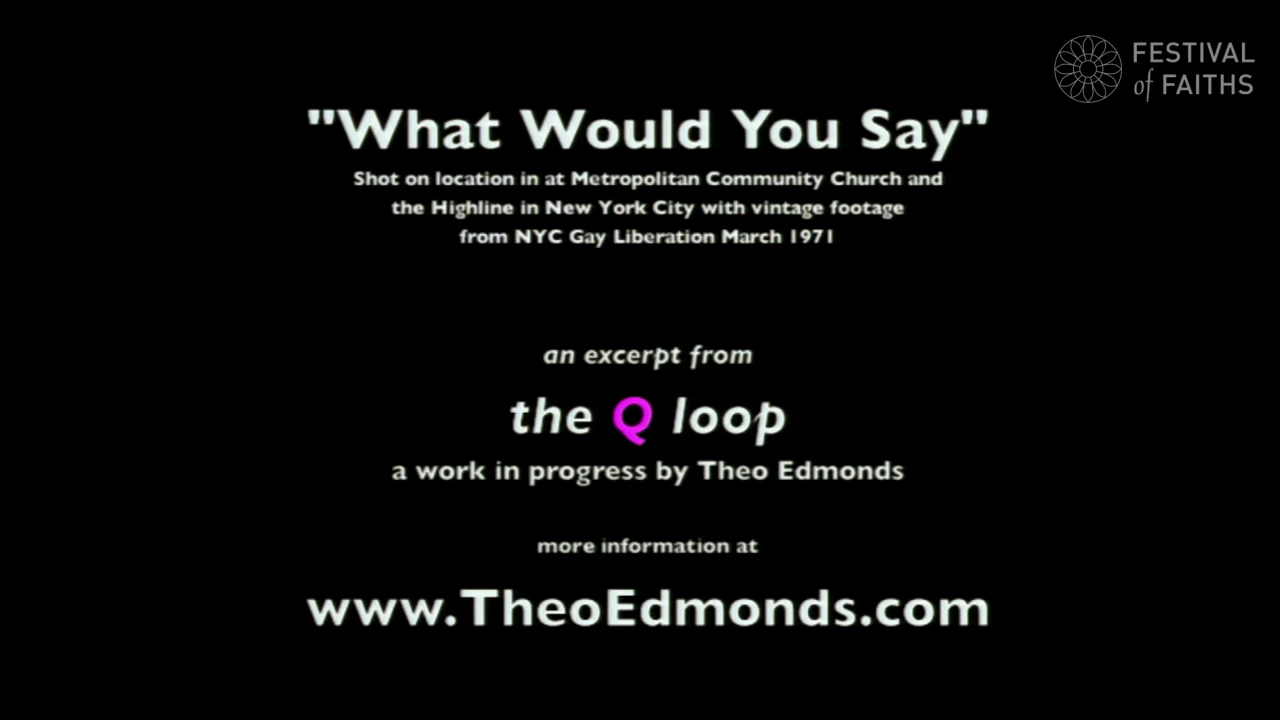 FESTIVAL
of FAITHS
"What Would You Say"
Shot on location in at Metropolitan Community Church and
the Highline in New York City with vintage footage
from NYC Gay Liberation March 1971
an excerpt from
the Q loop
a work in progress by Theo Edmonds
more information at
www.TheoEdmonds.com